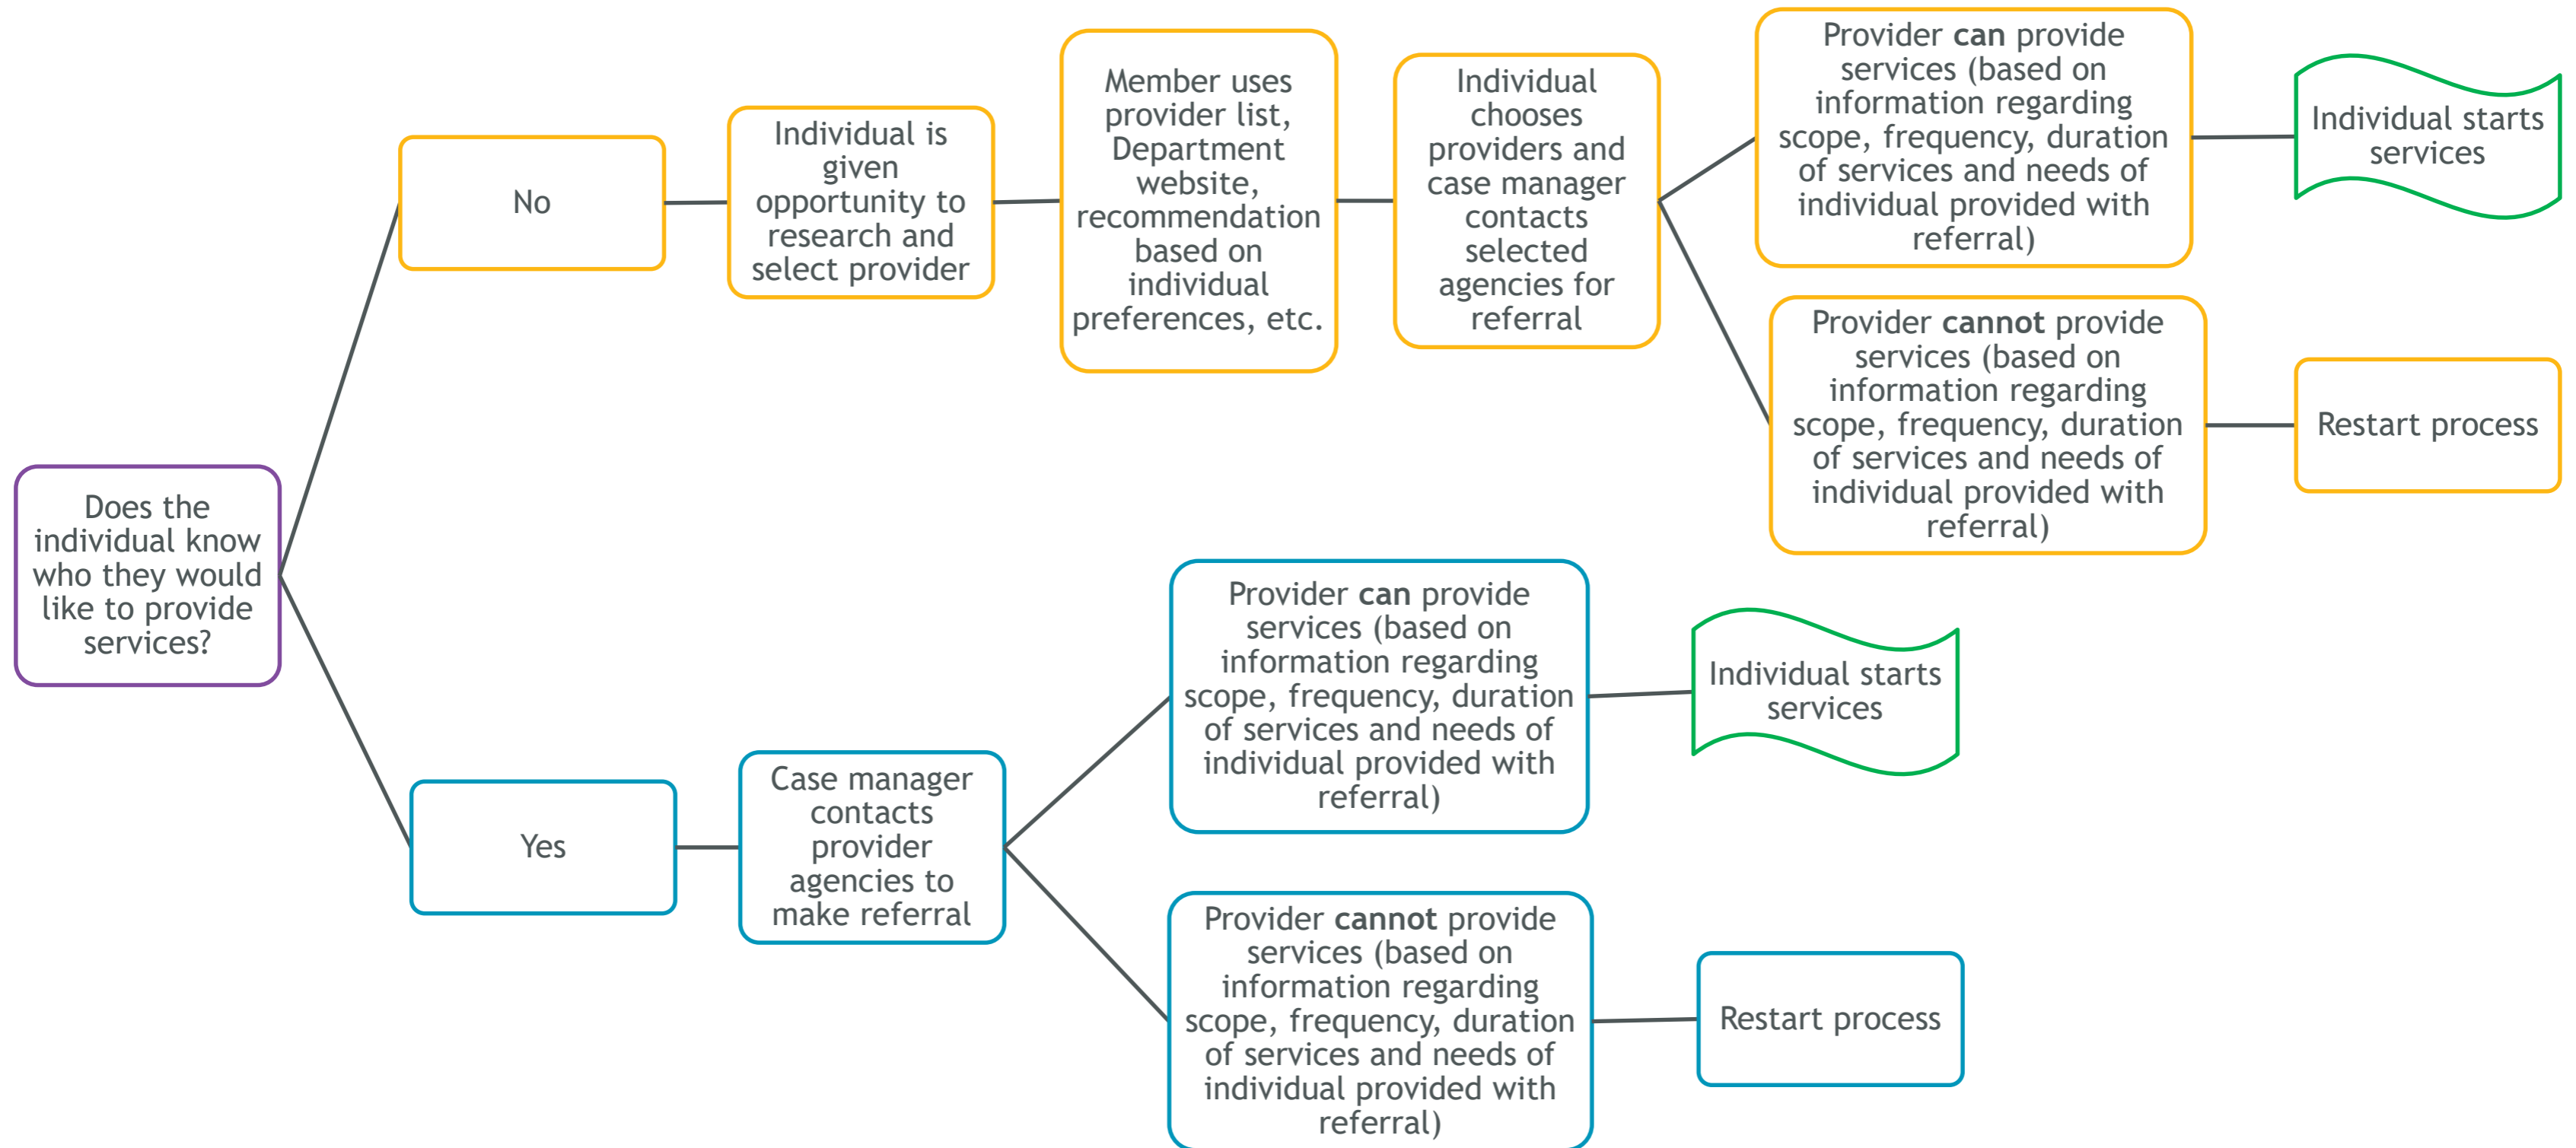 Does the
individual know
who they would
like to provide
services?
No
Individual is
given
opportunity to
research and
select provider
Member uses
provider list,
Department
website,
recommendation
based on
individual
preferences, etc.
Individual
chooses
providers and
case manager
contacts
selected
agencies for
referral
Provider can provide
services (based on
information regarding
scope, frequency, duration
of services and needs of
individual provided with
referral)
Individual starts
services
Provider cannot provide
services (based on
information regarding
scope, frequency, duration
of services and needs of
individual provided with
referral)
Restart process
Yes
Case manager
contacts
provider
agencies to
make referral
Provider can provide
services (based on
information regarding
scope, frequency, duration
of services and needs of
individual provided with
referral)
Individual starts
services
Provider cannot provide
services (based on
information regarding
scope, frequency, duration
of services and needs of
individual provided with
referral)
Restart process